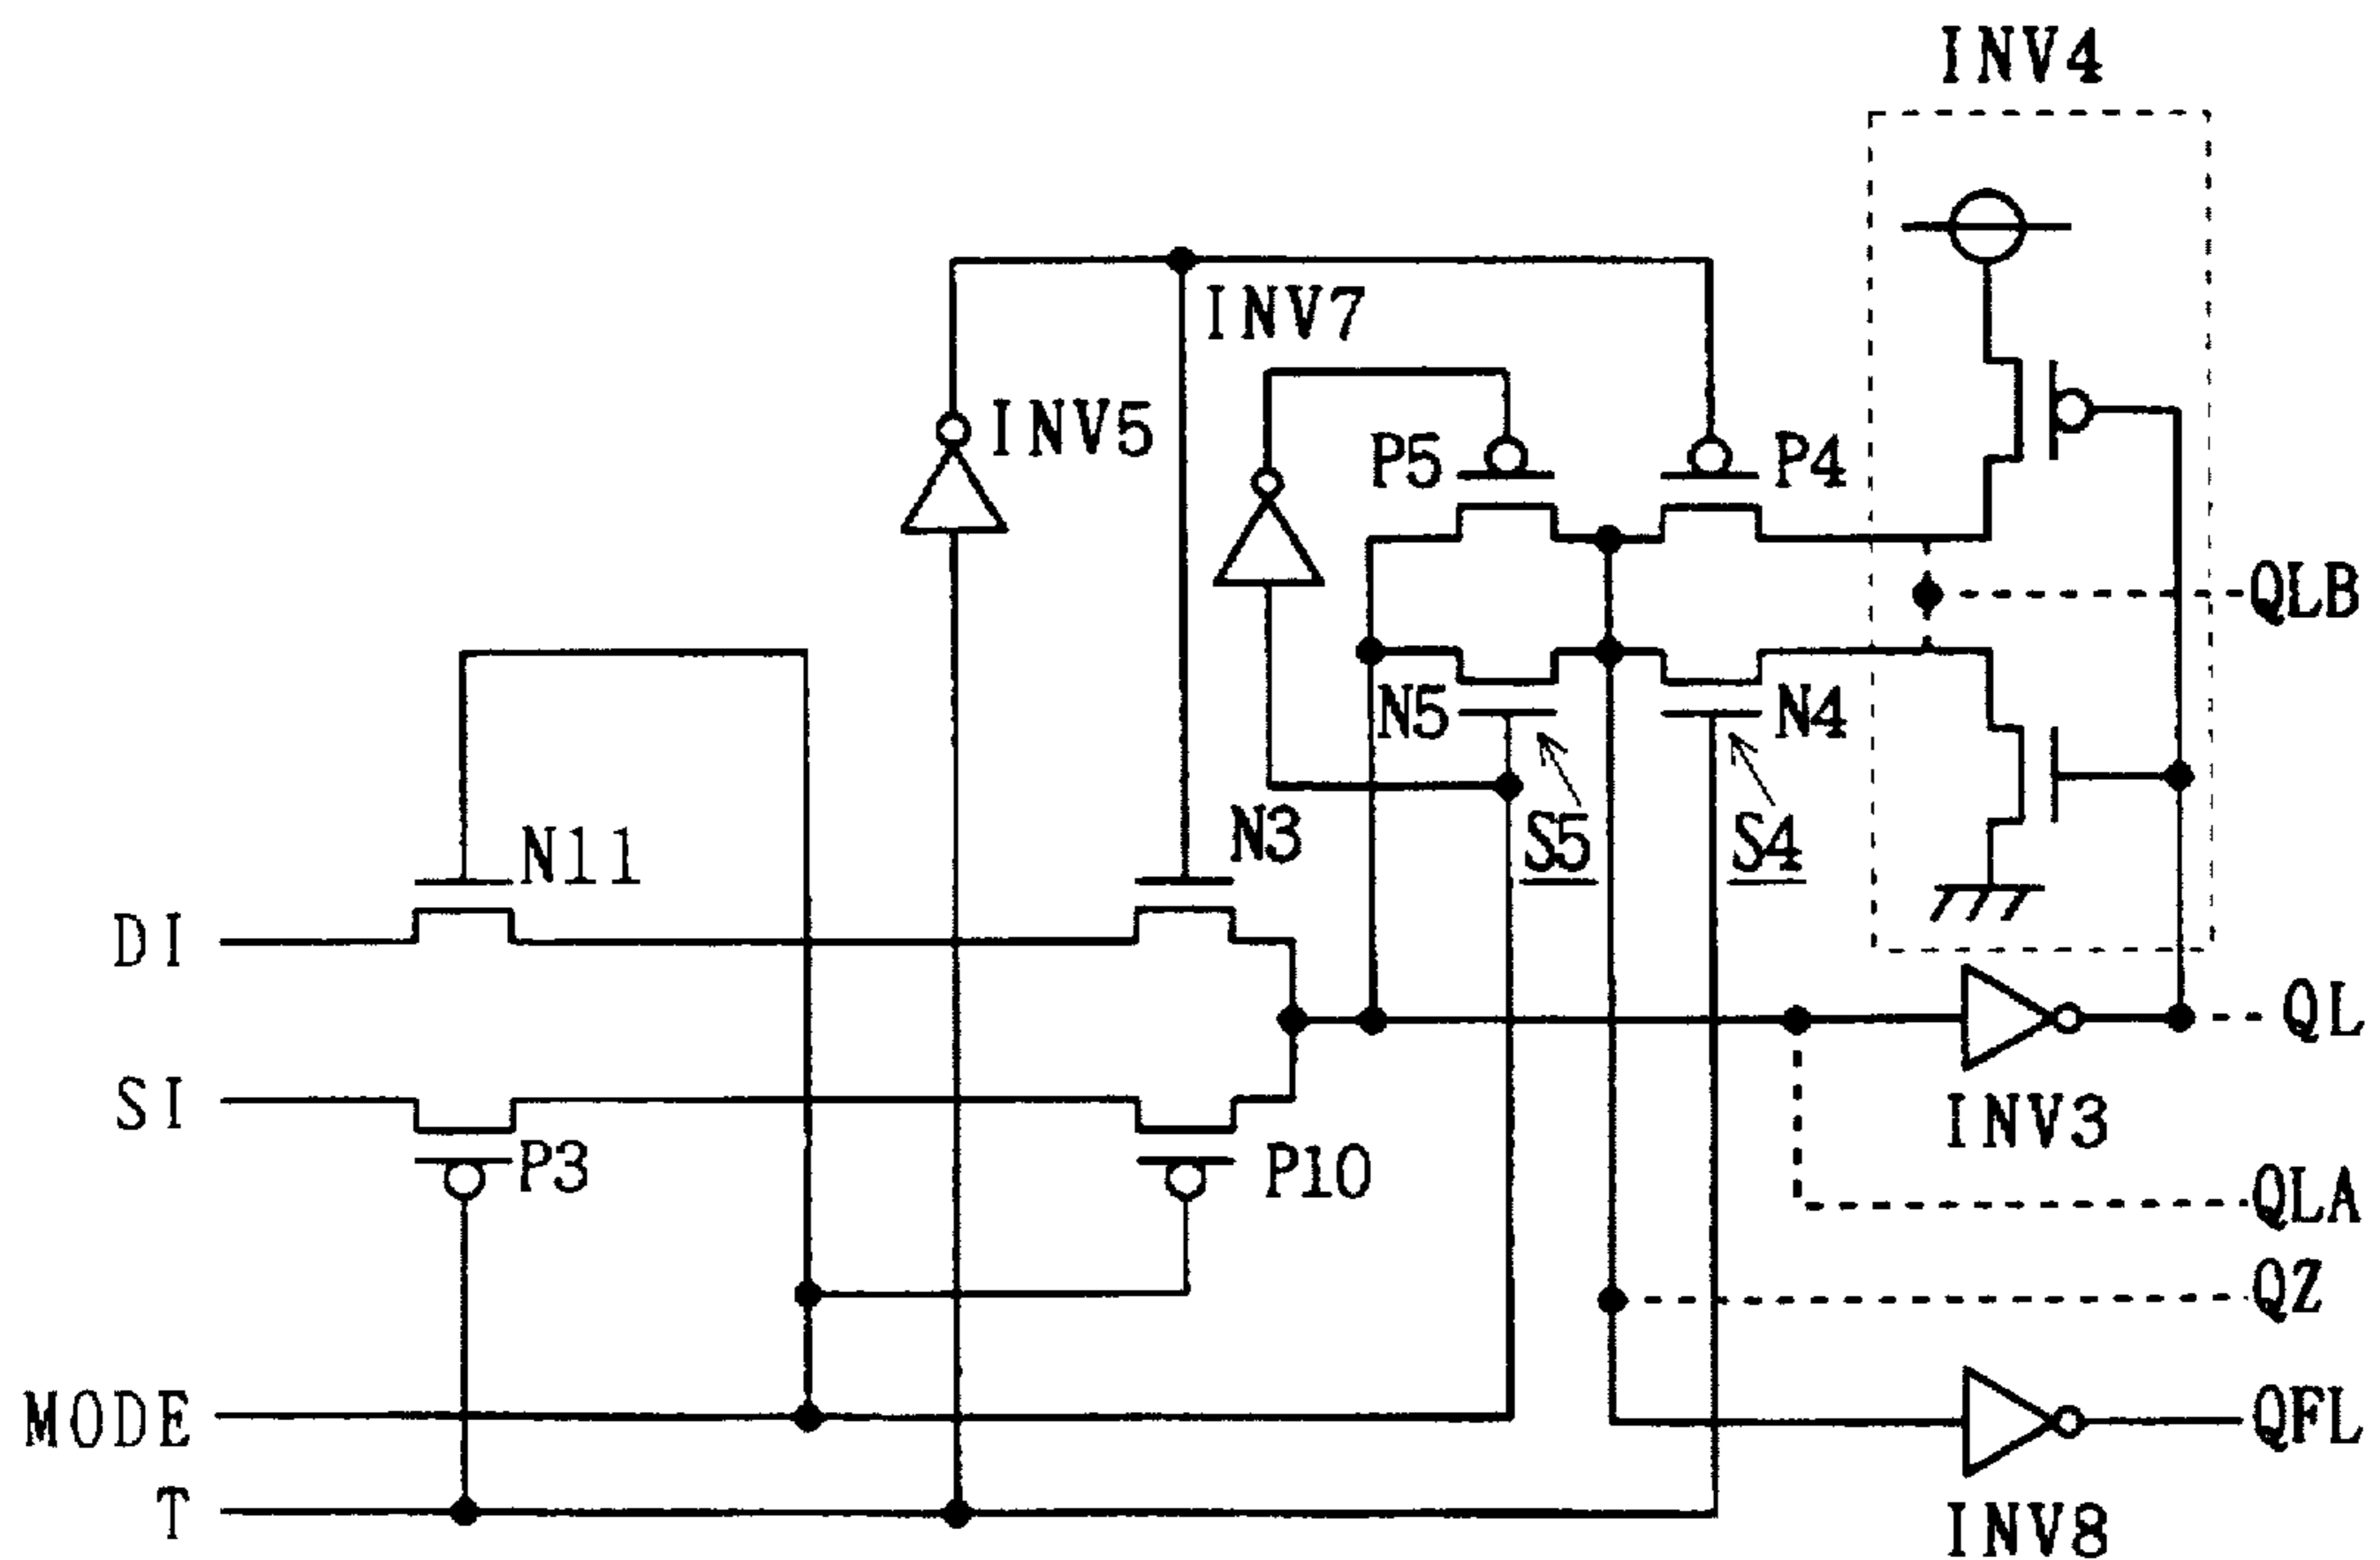 INV4
INV7
INV5
P5
P4
QLB
N5
N4
N3
S5
S4
N11
DI
QL
SI
P3
P10
INV3
QLA
QZ
MODE
QFL
T
INV8